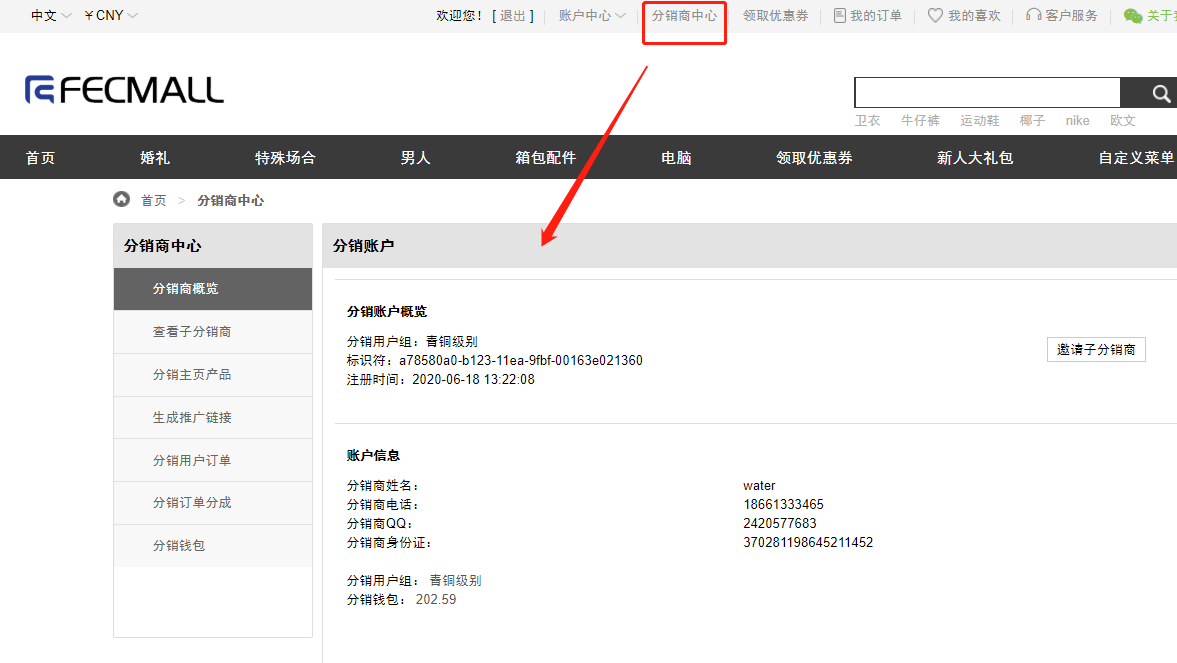 中文 ￥CNY 欢迎您！ [ 退出 ] 账户中心 分销商中心 领取优惠券 我的订单 我的喜欢 客户服务 关于
FECMALL
卫衣 牛仔裤 运动鞋 椰子 nike 欧文
首页 婚礼 特殊场合 男人 箱包配件 电脑 领取优惠券 新人大礼包 自定义菜单
首页 > 分销商中心
分销商中心
分销商概览
查看子分销商
分销主页产品
生成推广链接
分销用户订单
分销订单分成
分销钱包
分销账户
分销账户概览
分销用户组：青铜级别
标识符：a78580a0-b123-11ea-9fbf-00163e021360
注册时间：2020-06-18 13:22:08
邀请子分销商
账户信息
分销商姓名： water
分销商电话： 18661333465
分销商QQ： 2420577683
分销商身份证： 370281198645211452
分销用户组： 青铜级别
分销钱包： 202.59